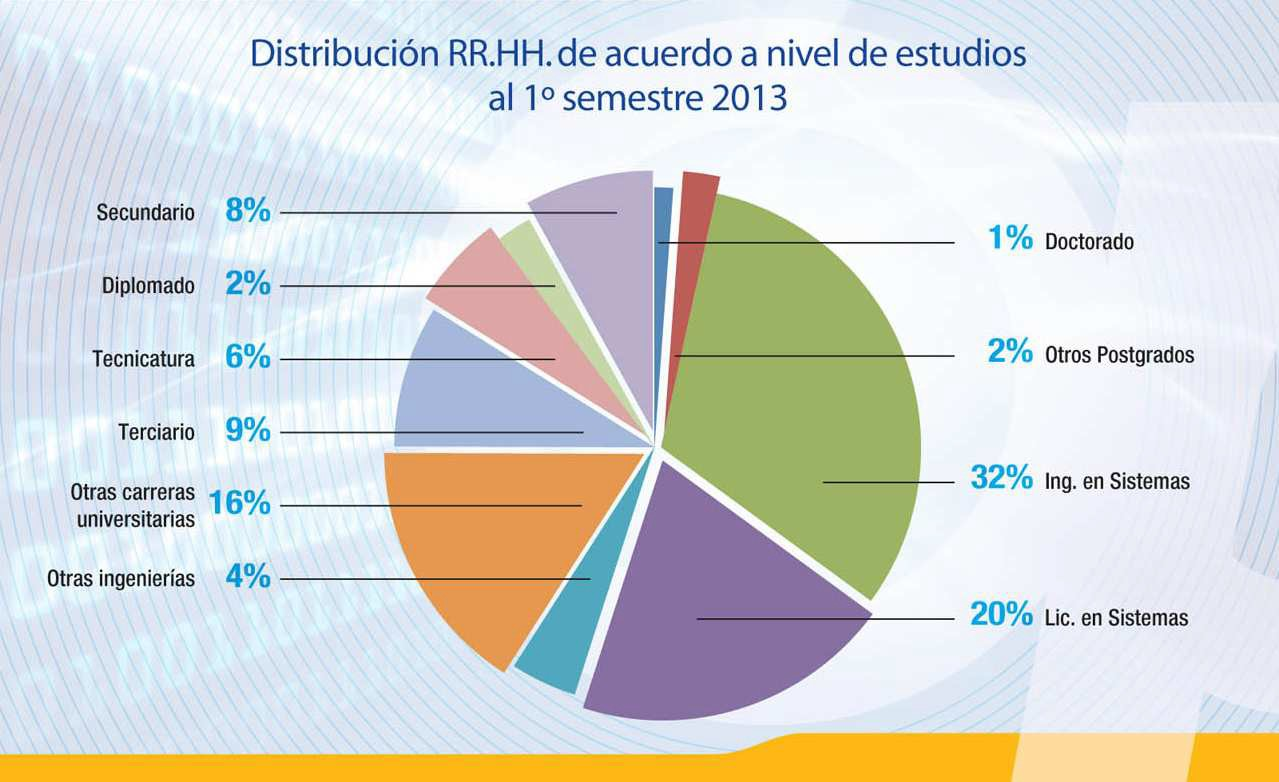 Distribución RR.HH. de acuerdo a nivel de estudios
al 1º semestre 2013
Secundario 8%
Diplomado 2%
Tecnicatura 6%
Terciario 9%
Otras carreras
universitarias 16%
Otras ingenierías 4%
1% Doctorado
2% Otros Postgrados
32% Ing. en Sistemas
20% Lic. en Sistemas